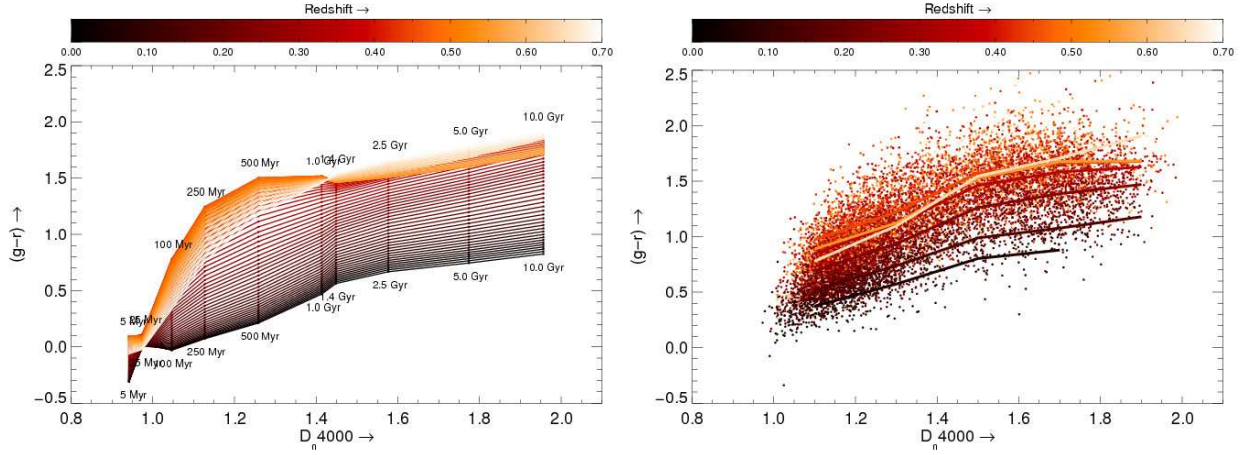 Redshift →
0.00 0.10 0.20 0.30 0.40 0.50 0.60 0.70
2.5
2.0
1.5
1.0
0.5
0.0
−0.5
(g−r) →
10.0 Gyr
5.0 Gyr
2.5 Gyr
1.0 Gyr 1.4 Gyr
500 Myr
250 Myr
100 Myr
5 Myr 25 Myr
10.0 Gyr
5.0 Gyr
2.5 Gyr
1.4 Gyr
1.0 Gyr
500 Myr
250 Myr
25 Myr 100 Myr
5 Myr
0.8 1.0 1.2 1.4 1.6 1.8 2.0
Dn4000 →
Redshift →
0.00 0.10 0.20 0.30 0.40 0.50 0.60 0.70
2.5
2.0
1.5
1.0
0.5
0.0
−0.5
(g−r) →
0.8 1.0 1.2 1.4 1.6 1.8 2.0
Dn4000 →